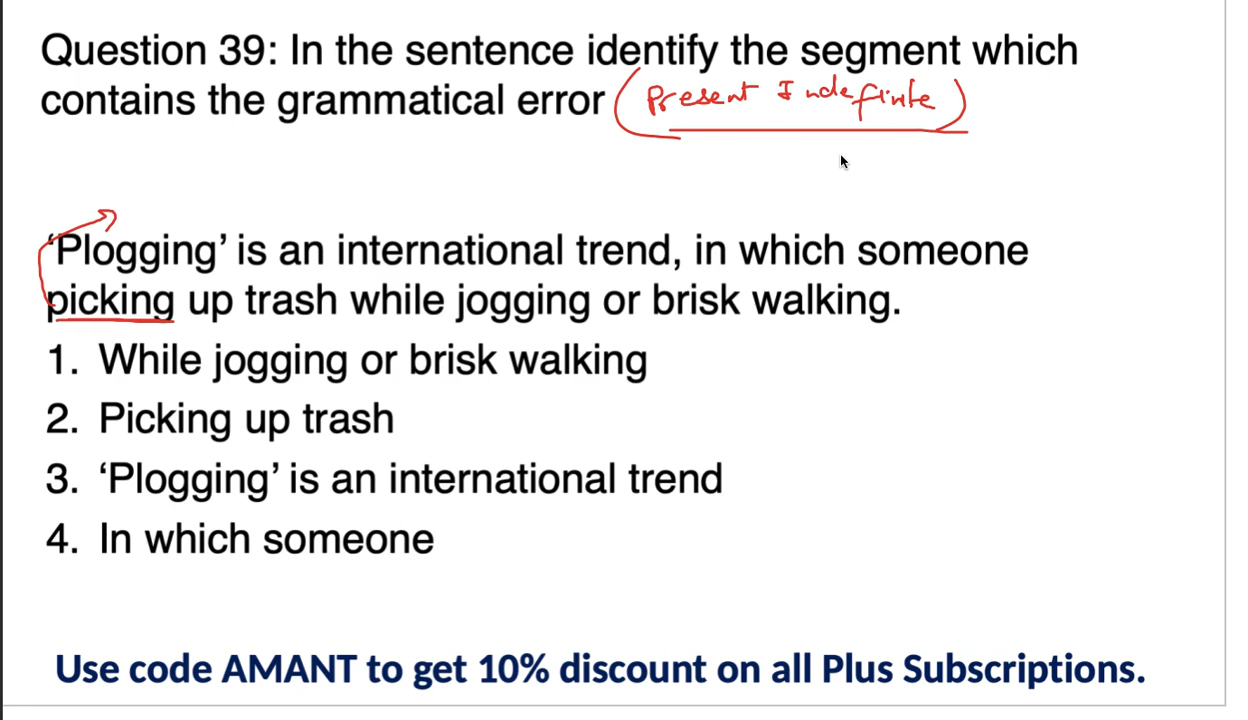 Question 39: In the sentence identify the segment which
contains the grammatical error (Present Indefinite)
‘Plogging’ is an international trend, in which someone
picking up trash while jogging or brisk walking.
1. While jogging or brisk walking
2. Picking up trash
3. ‘Plogging’ is an international trend
4. In which someone
Use code AMANT to get 10% discount on all Plus Subscriptions.